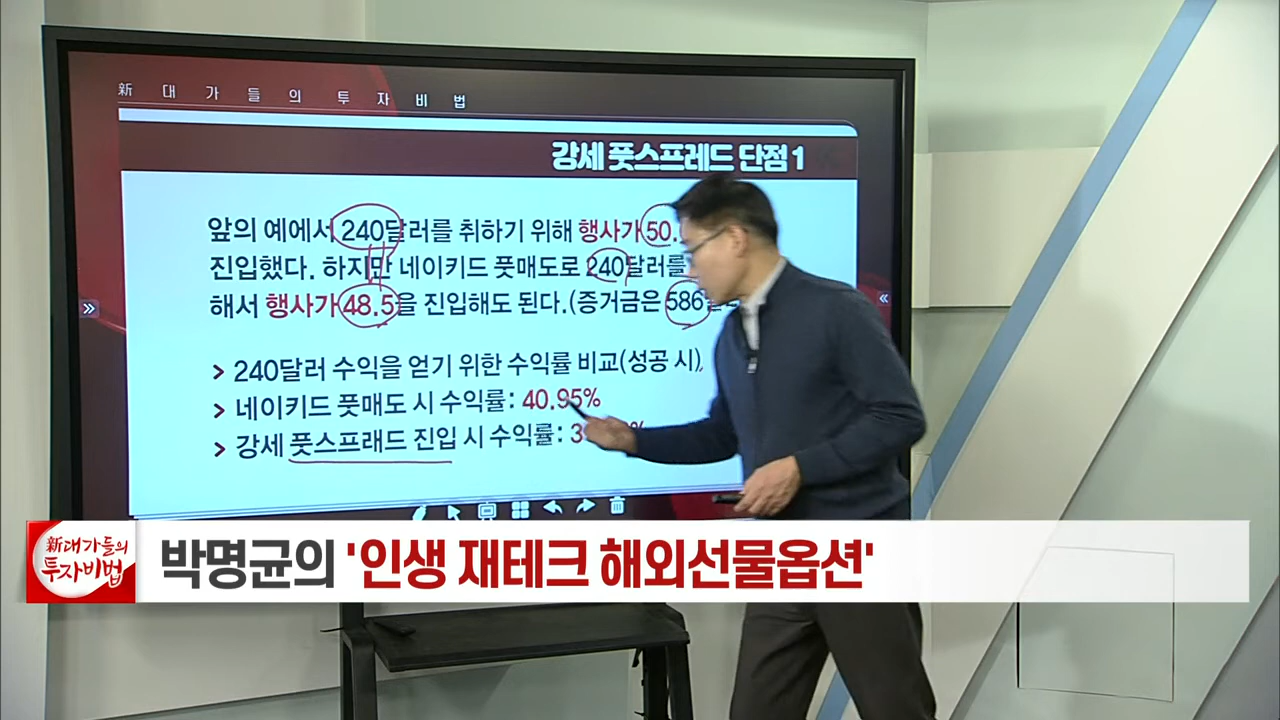 新 대 가 들 의 투 자 비 법
강세 풋스프레드 단점 1
앞의 예에서 240달러를 취하기 위해 행사가 50.
진입했다. 하지만 네이키드 풋매도로 240달러를
해서 행사가 48.5을 진입해도 된다.(증거금은 586
> 240달러 수익을 얻기 위한 수익률 비교(성공 시)
> 네이키드 풋매도 시 수익률: 40.95%
> 강세 풋스프래드 진입 시 수익률: 3
新대가들의
투자비법
박명균의 '인생 재테크 해외선물옵션'